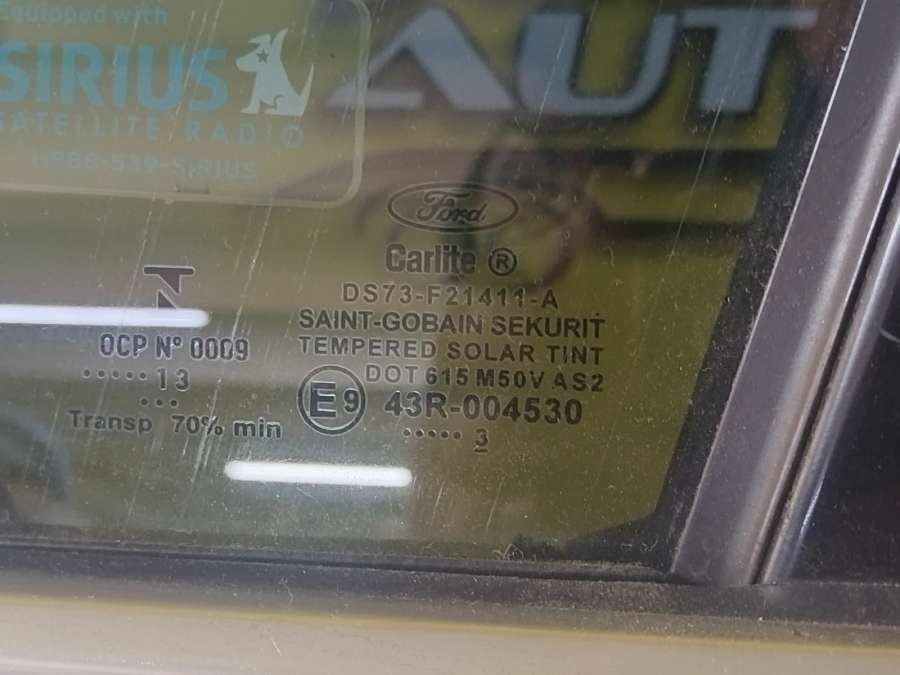 Equipped with
SIRIUS
SATELLITE RADIO
1-888-539-SIRIUS
AUT
Ford
Carlite ®
DS73-F21411-A
SAINT-GOBAIN SEKURIT
TEMPERED SOLAR TINT
DOT 615 M50V AS2
E9 43R-004530
..... 3
N
OCP Nº 0009
..... 13
...
Transp 70% min